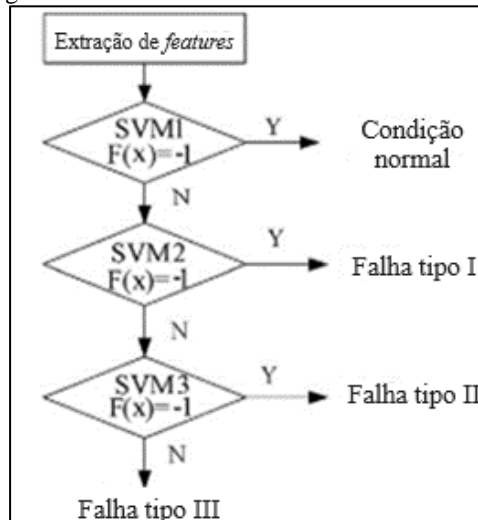 Extração de features
SVM1
F(x)=-1
Y
Condição
normal
N
SVM2
F(x)=-1
Y
Falha tipo I
N
SVM3
F(x)=-1
Y
Falha tipo II
N
Falha tipo III